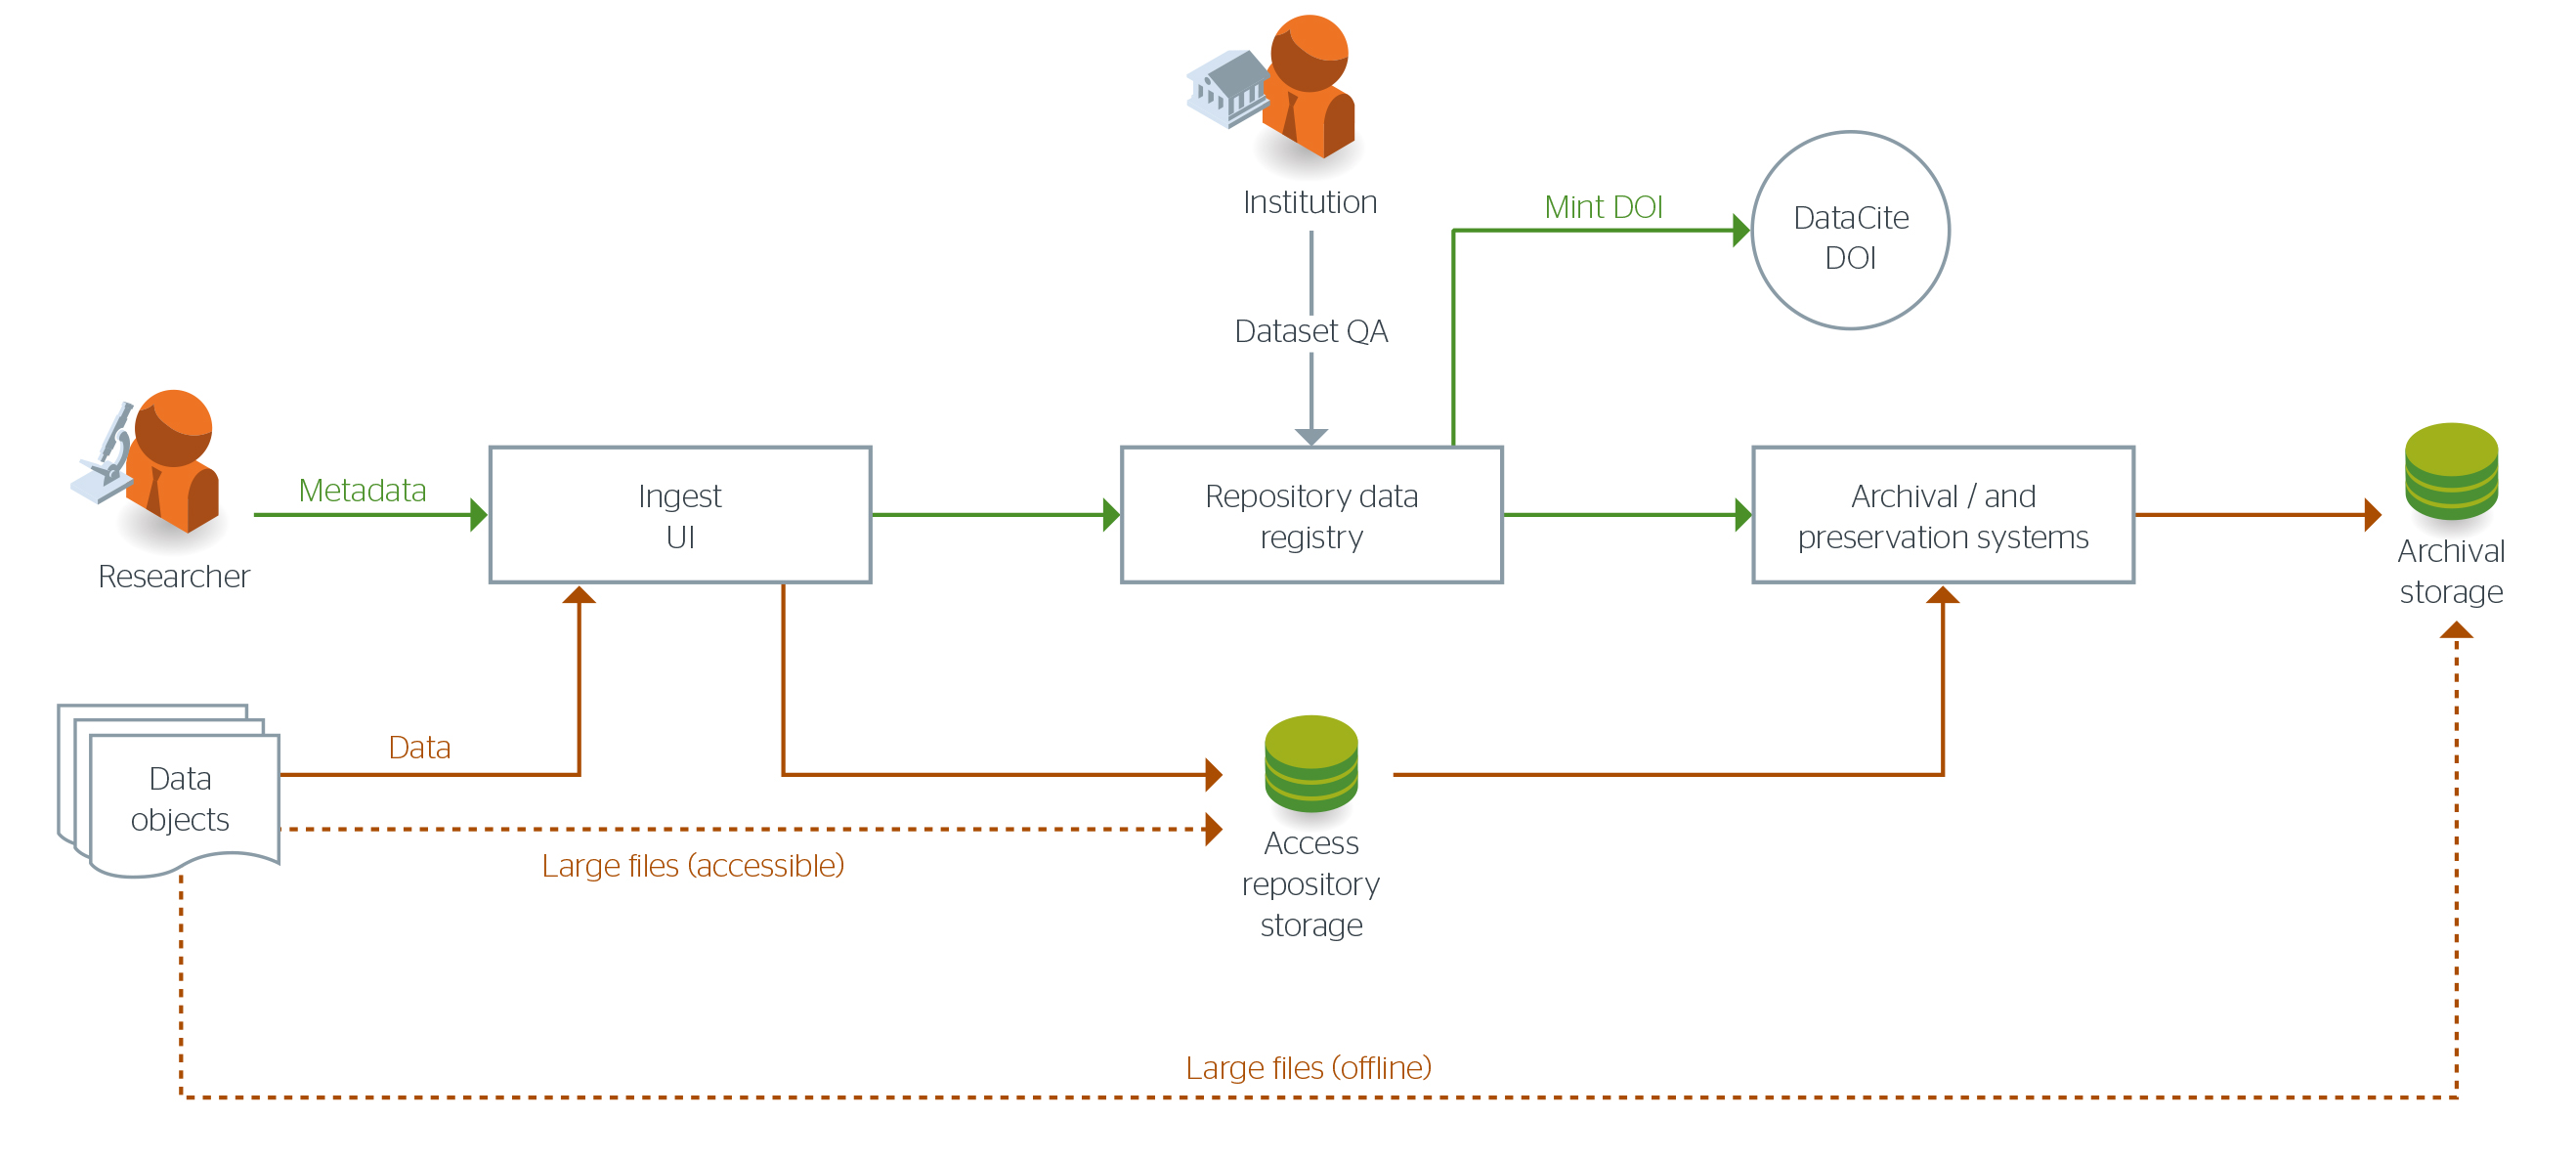 Institution
Mint DOI
DataCite
DOI
Dataset QA
Researcher
Metadata
Ingest
UI
Repository data
registry
Archival / and
preservation systems
Archival
storage
Data
objects
Data
Large files (accessible)
Access
repository
storage
Large files (offline)